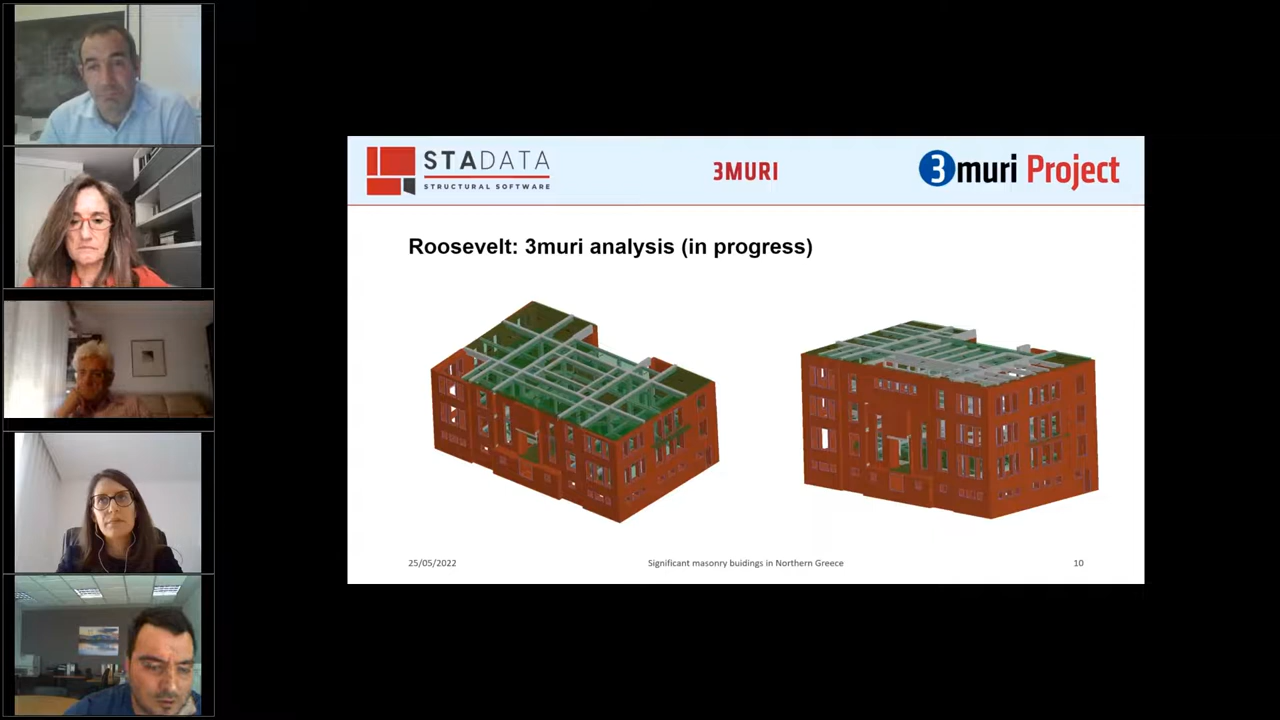 STADATA
STRUCTURAL SOFTWARE
3MURI
3muri Project
Roosevelt: 3muri analysis (in progress)
25/05/2022
Significant masonry buidings in Northern Greece
10